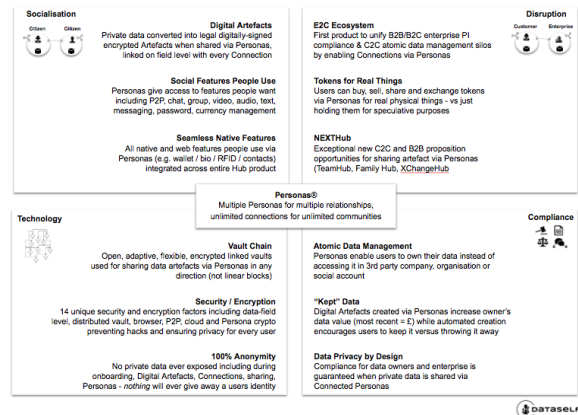 Socialisation
Citizen
Citizen
Digital Artefacts
Private data converted into legal digitally-signed
encrypted Artefacts when shared via Personas,
linked on field level with every Connection
Social Features People Use
Personas give access to features people want
including P2P, chat, group, video, audio, text,
messaging, password, currency management
Seamless Native Features
All native and web features people use via
Personas (e.g. wallet / bio / RFID / contacts)
integrated across entire Hub product
Disruption
Customer
Enterprise
E2C Ecosystem
First product to unify B2B/B2C enterprise PI
compliance & C2C atomic data management silos
by enabling Connections via Personas
Tokens for Real Things
Users can buy, sell, share and exchange tokens
via Personas for real physical things - vs just
holding them for speculative purposes
NEXTHub
Exceptional new C2C and B2B proposition
opportunities for sharing artefact via Personas
(TeamHub, Family Hub, XChangeHub
Personas®
Multiple Personas for multiple relationships,
unlimited connections for unlimited communities
Technology
Vault Chain
Open, adaptive, flexible, encrypted linked vaults
used for sharing data artefacts via Personas in any
direction (not linear blocks)
Security / Encryption
14 unique security and encryption factors including data-field
level, distributed vault, browser, P2P, cloud and Persona crypto
preventing hacks and ensuring privacy for every user
100% Anonymity
No private data ever exposed including during
onboarding, Digital Artefacts, Connections, sharing,
Personas - nothing will ever give away a users identity
Compliance
Atomic Data Management
Personas enable users to own their data instead of
accessing it in 3rd party company, organisation or
social account
“Kept” Data
Digital Artefacts created via Personas increase owner's
data value (most recent = £) while automated creation
encourages users to keep it versus throwing it away
Data Privacy by Design
Compliance for data owners and enterprise is
guaranteed when private data is shared via
Connected Personas
DATASELF